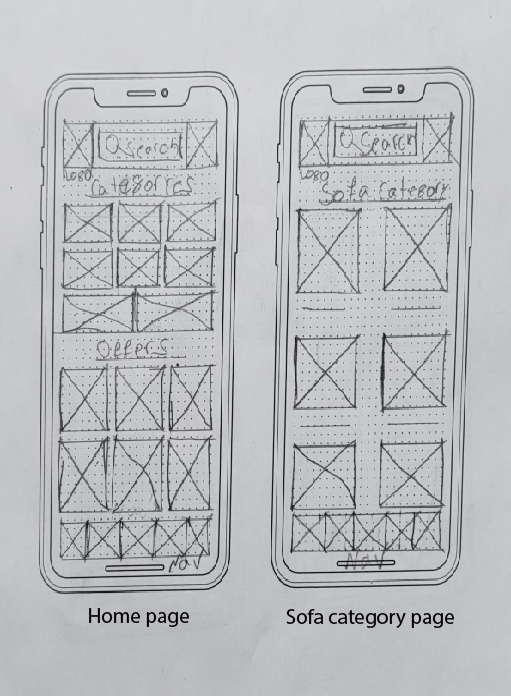 Search
LOGO
Categories
Offers
Nav
Home page
Search
LOGO
Sofa category
Nav
Sofa category page